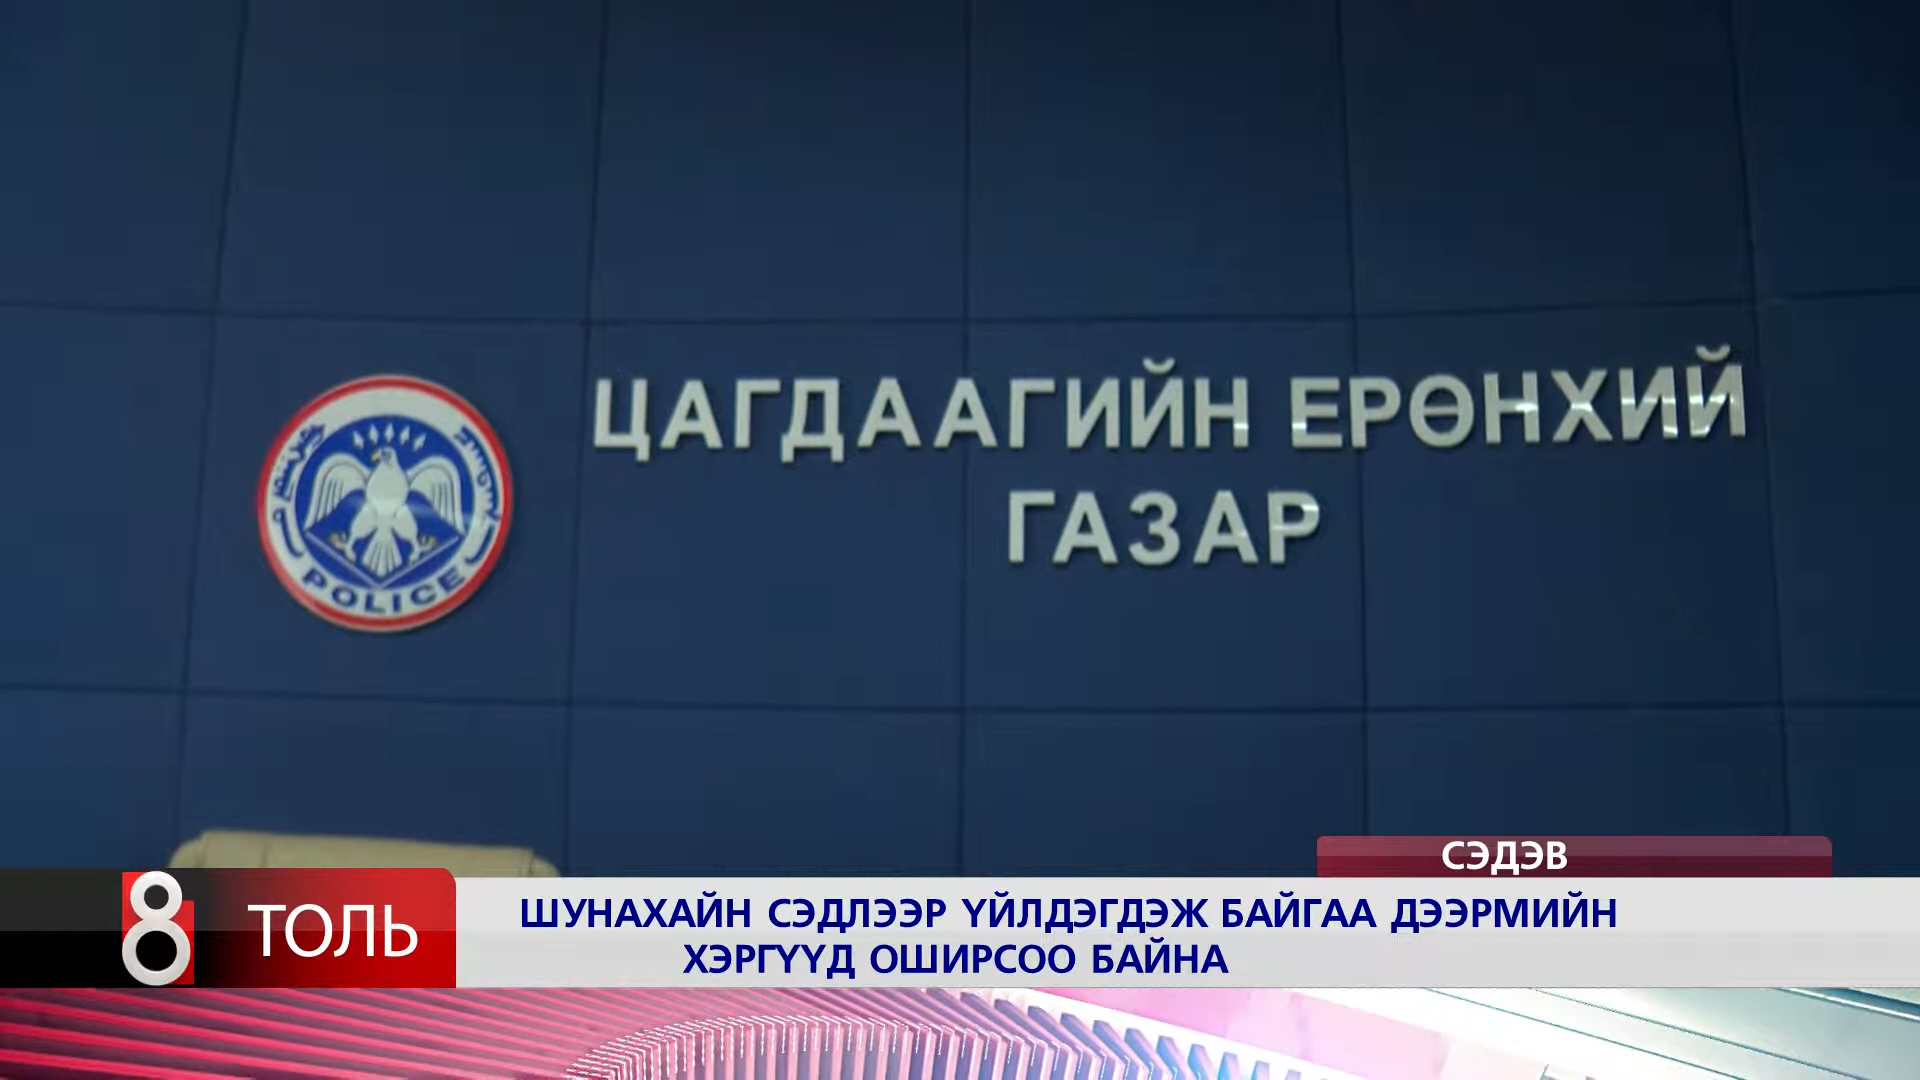 ЦАГДААГИЙН ЕРӨНХИЙ
ГАЗАР
POLICE
СЭДЭВ
8 ТОЛЬ
ШУНАХАЙН СЭДЛЭЭР ҮЙЛДЭГДЭЖ БАЙГАА ДЭЭРМИЙН
ХЭРГҮҮД ОШИРСОО БАЙНА